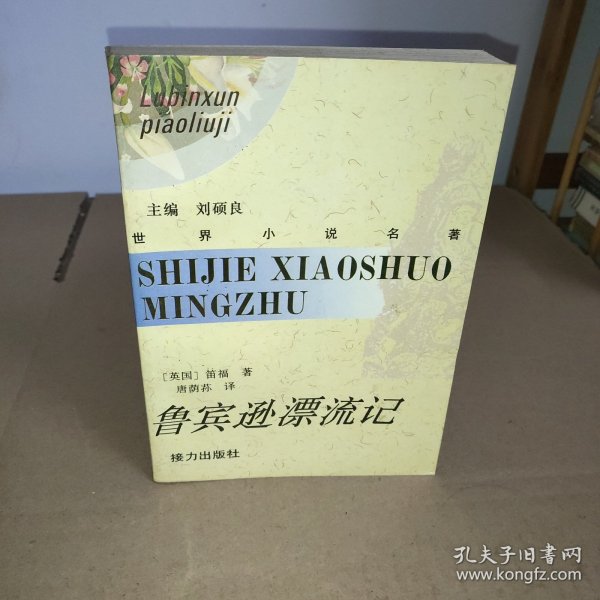 Lubinxun
piaoliuji
主编 刘硕良
世界小说名著
SHIJIE XIAOSHUO
MINGZHU
［英国］笛福 著
唐荫荪 译
鲁宾逊漂流记
接力出版社
孔夫子旧书网
www.kongfz.com